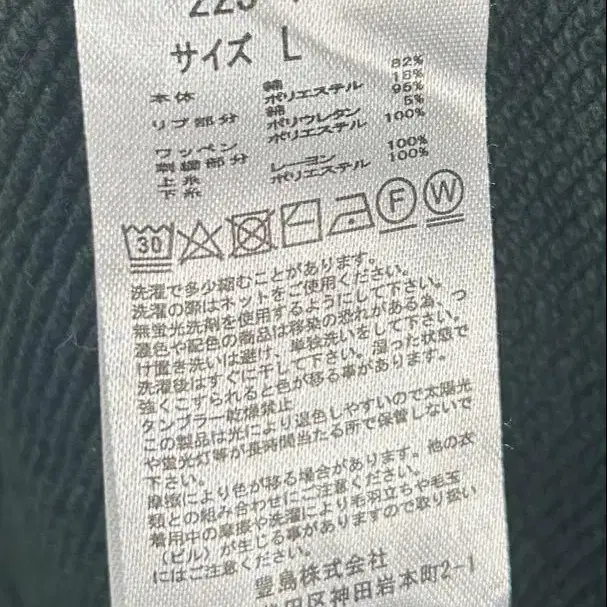 サイズ L
本体 綿 82%
ポリエステル 18%
リブ部分 綿 95%
ポリウレタン 5%
ワッペン ポリエステル 100%
刺繍部分
上糸 レーヨン 100%
下糸 ポリエステル 100%
30 F W
洗濯で多少縮むことがあります。
洗濯の際はネットをご使用ください。
無蛍光洗剤を使用するようにして下さい。
濃色や配色の商品は移染の恐れがある為、つ
け置き洗いは避け、単独洗いをして下さい。
洗濯後はすぐに干して下さい。湿った状態で
強くこすられると色が移る事があります。
タンブラー乾燥禁止
この製品は光により退色しやすいので太陽光
や蛍光灯等が長時間当たる所で保管しないで
下さい。
摩擦により色が移る場合があります。他の衣
類との組み合わせにご注意ください。
着用中の摩擦や洗濯により毛羽立ちや毛玉
(ピル)が生じる事がありますので取り扱い
にはご注意ください。
豊島株式会社
区神田岩本町2-1